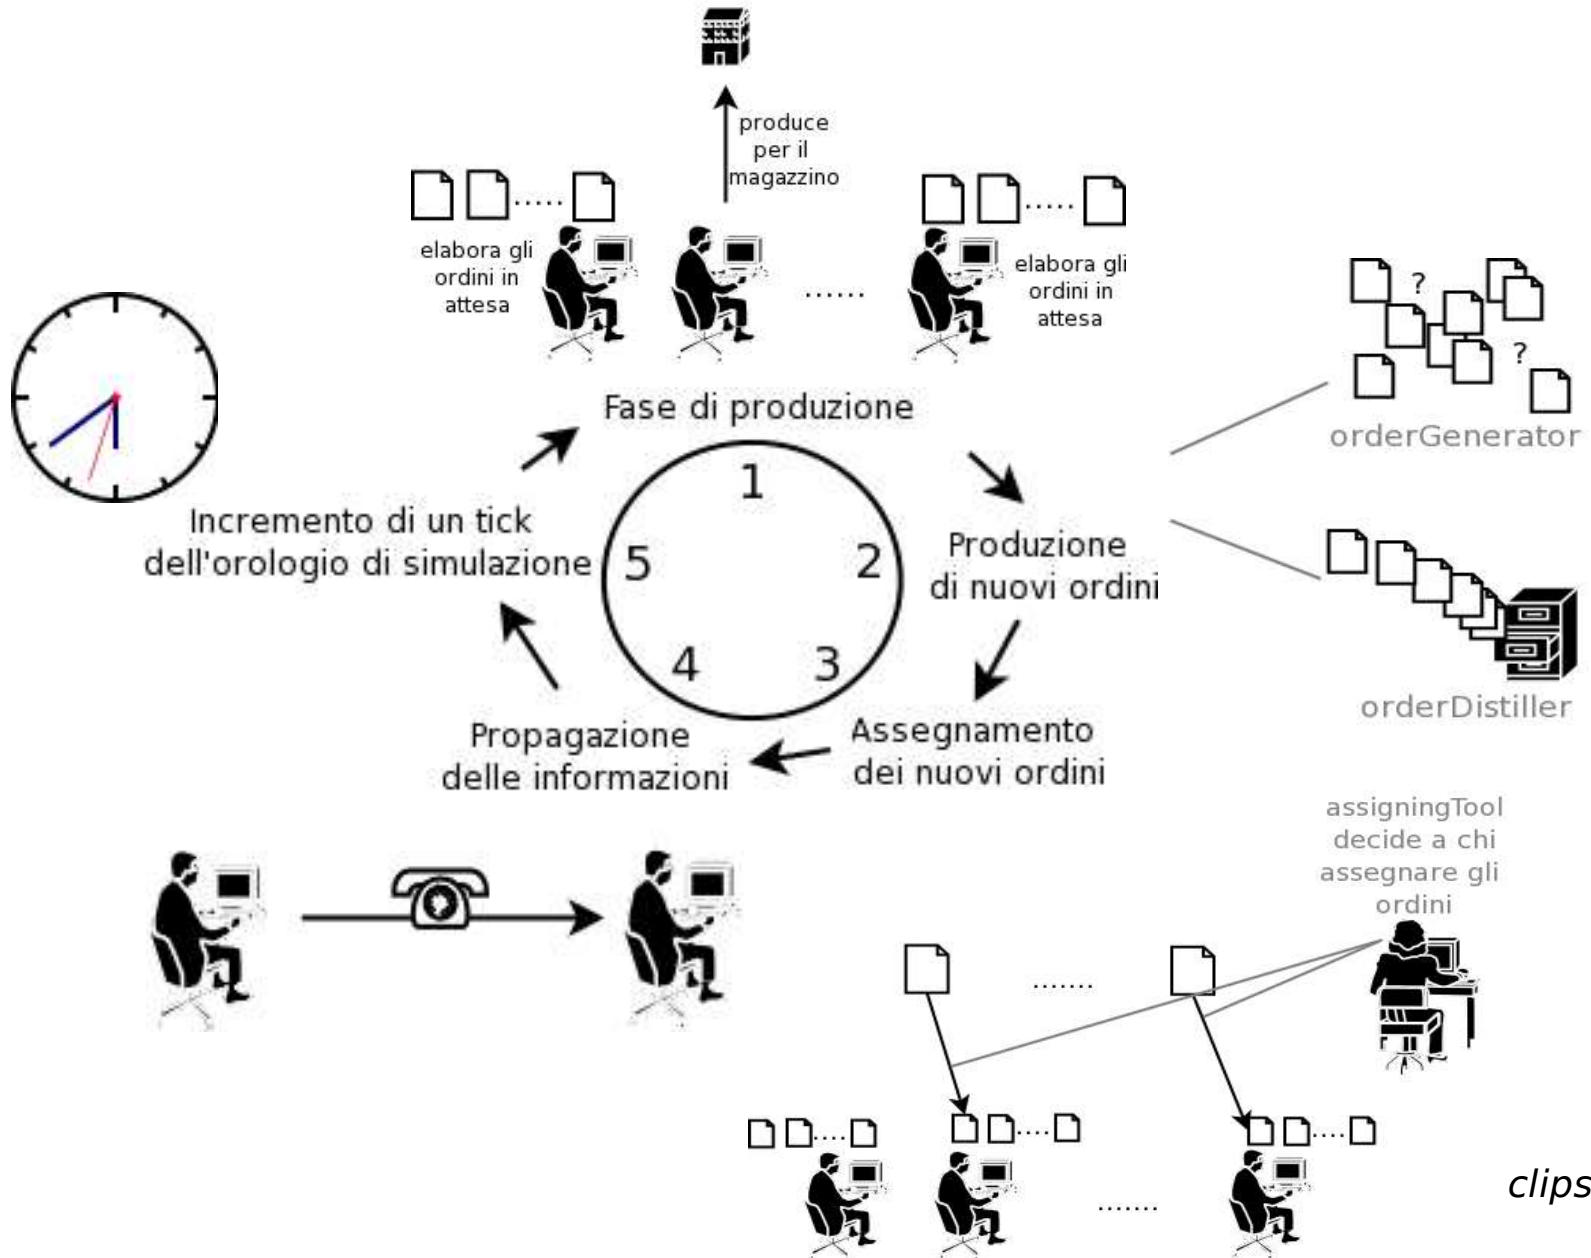 produce
per il
magazzino
.....
.....
elabora gli
ordini in
attesa
......
elabora gli
ordini in
attesa
?
?
orderGenerator
Fase di produzione
1
2
3
4
5
Incremento di un tick
dell'orologio di simulazione
Produzione
di nuovi ordini
orderDistiller
Propagazione
delle informazioni
Assegnamento
dei nuovi ordini
assigningTool
decide a chi
assegnare gli
ordini
.......
....
....
....
.......
clips